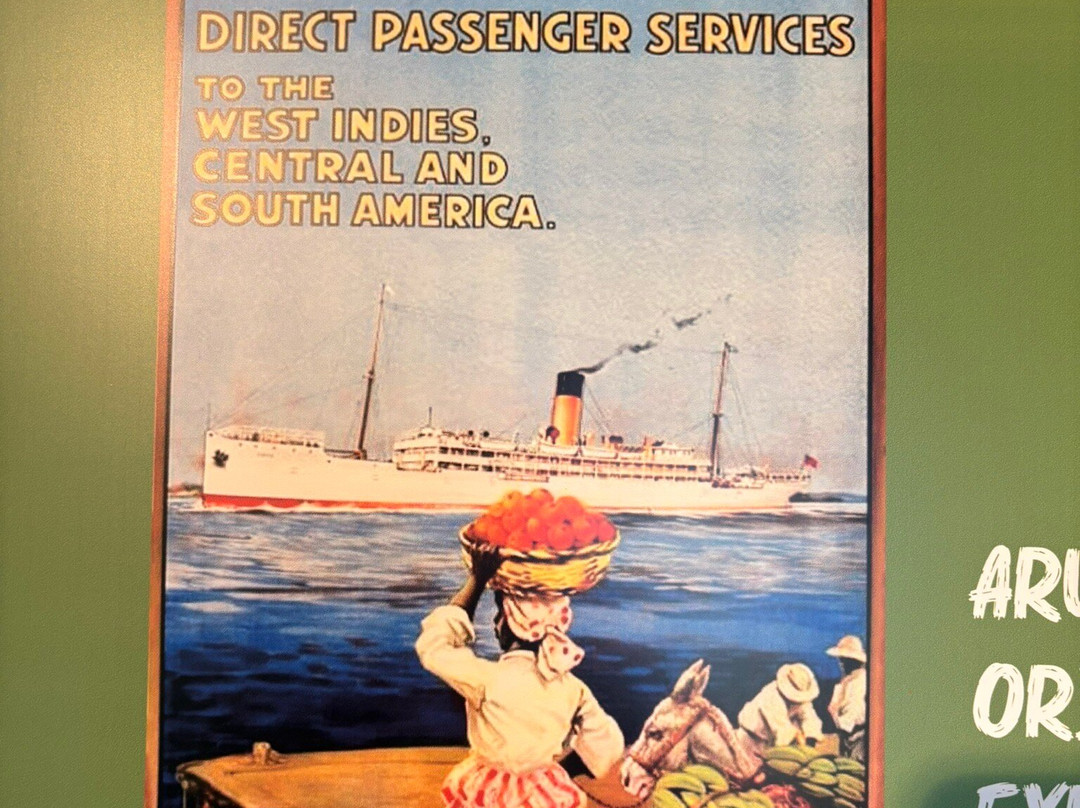 DIRECT PASSENGER SERVICES
TO THE
WEST INDIES,
CENTRAL AND
SOUTH AMERICA.